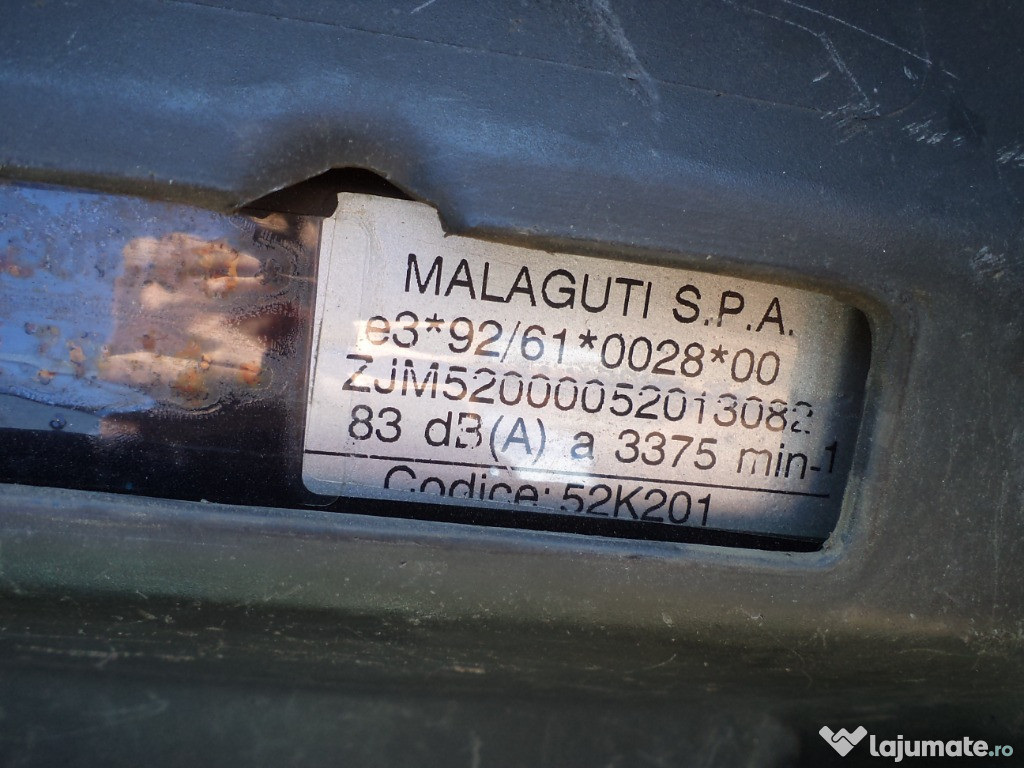 MALAGUTI S.P.A.
e3*92/61*0028*00
ZJM52000052013082
83 dB(A) a 3375 min-1
Codice: 52K201
lajumate.ro